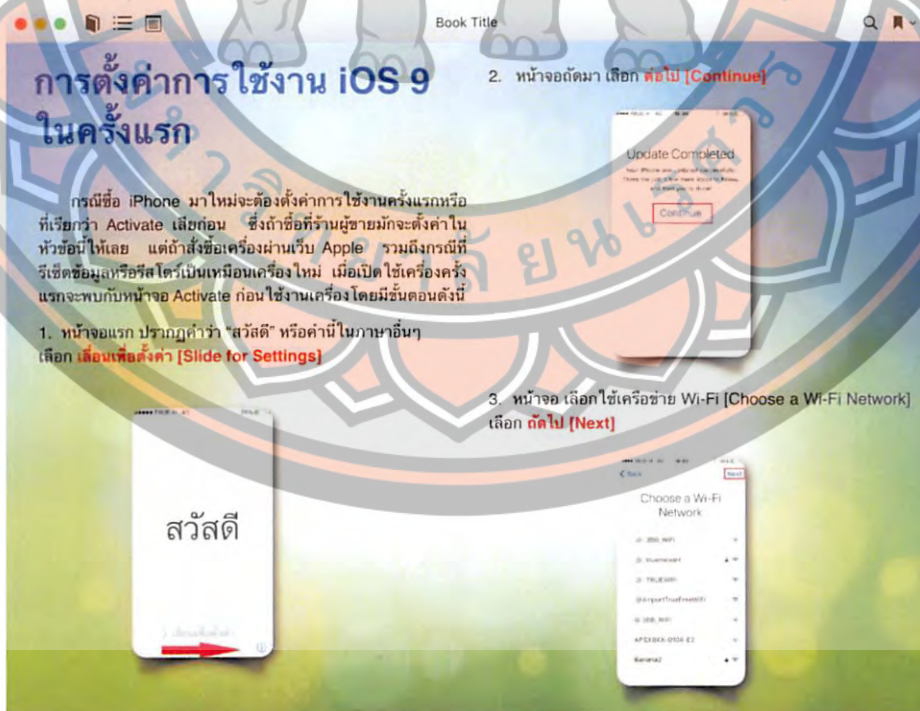 Book Title
การตั้งค่าการใช้งาน iOS 9
ในครั้งแรก
กรณีซื้อ iPhone มาใหม่จะต้องตั้งค่าการใช้งานครั้งแรกหรือ
ที่เรียกว่า Activate เสียก่อน ซึ่งถ้าซื้อที่ร้านผู้ขายมักจะตั้งค่าใน
หัวข้อนี้ให้เลย แต่ถ้าสั่งซื้อเครื่องผ่านเว็บ Apple รวมถึงกรณีที่
รีเซ็ตข้อมูลหรือรีสโตร์เป็นเหมือนเครื่องใหม่ เมื่อเปิดใช้เครื่องครั้ง
แรกจะพบกับหน้าจอ Activate ก่อนใช้งานเครื่องโดยมีขั้นตอนดังนี้
1. หน้าจอแรก ปรากฏคำว่า "สวัสดี" หรือคำนี้ในภาษาอื่นๆ
เลือก เลื่อนเพื่อตั้งค่า [Slide for Settings]
สวัสดี
เลื่อนเพื่อตั้งค่า
2. หน้าจอถัดมา เลือก ต่อไป [Continue]
Update Completed
Continue
3. หน้าจอ เลือกใช้เครือข่าย Wi-Fi [Choose a Wi-Fi Network]
เลือก ถัดไป [Next]
Back
Next
Choose a Wi-Fi
Network
Banana2